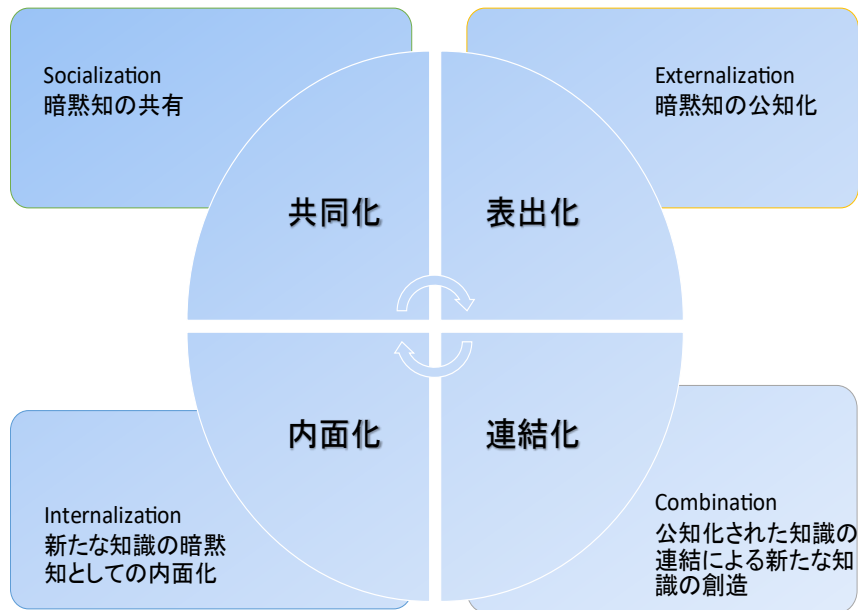 Socialization
暗黙知の共有
Externalization
暗黙知の公知化
共同化
表出化
内面化
連結化
Internalization
新たな知識の暗黙
知としての内面化
Combination
公知化された知識の
連結による新たな知
識の創造